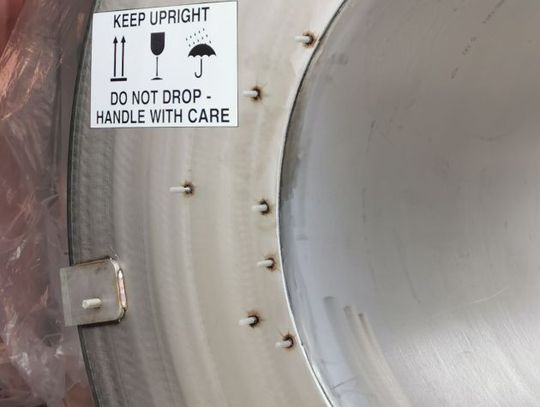 KEEP UPRIGHT
DO NOT DROP -
HANDLE WITH CARE